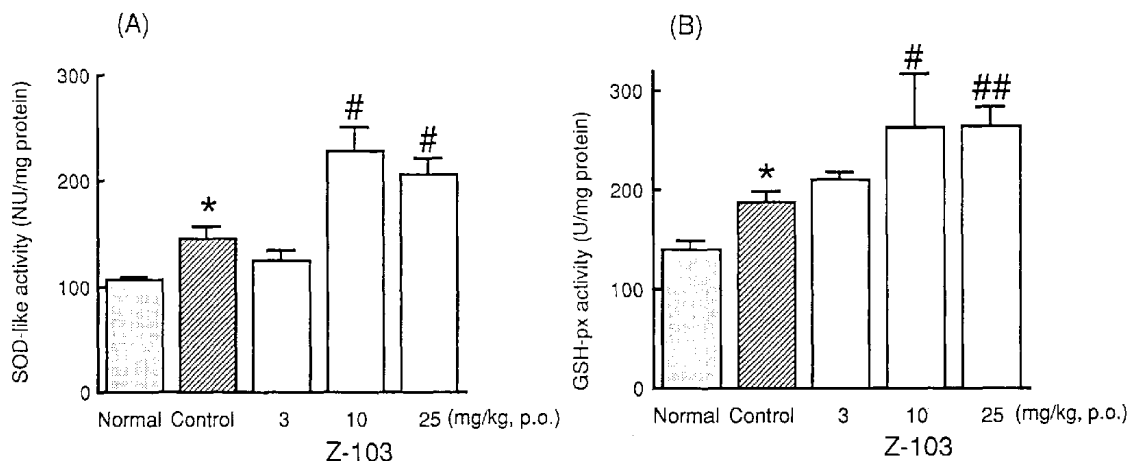 (A)
SOD-like activity (NU/mg protein)
300
200
100
0
*
#
#
Normal Control 3 10 25 (mg/kg, p.o.)
Z-103
(B)
GSH-px activity (U/mg protein)
300
200
100
0
*
#
##
Normal Control 3 10 25 (mg/kg, p.o.)
Z-103